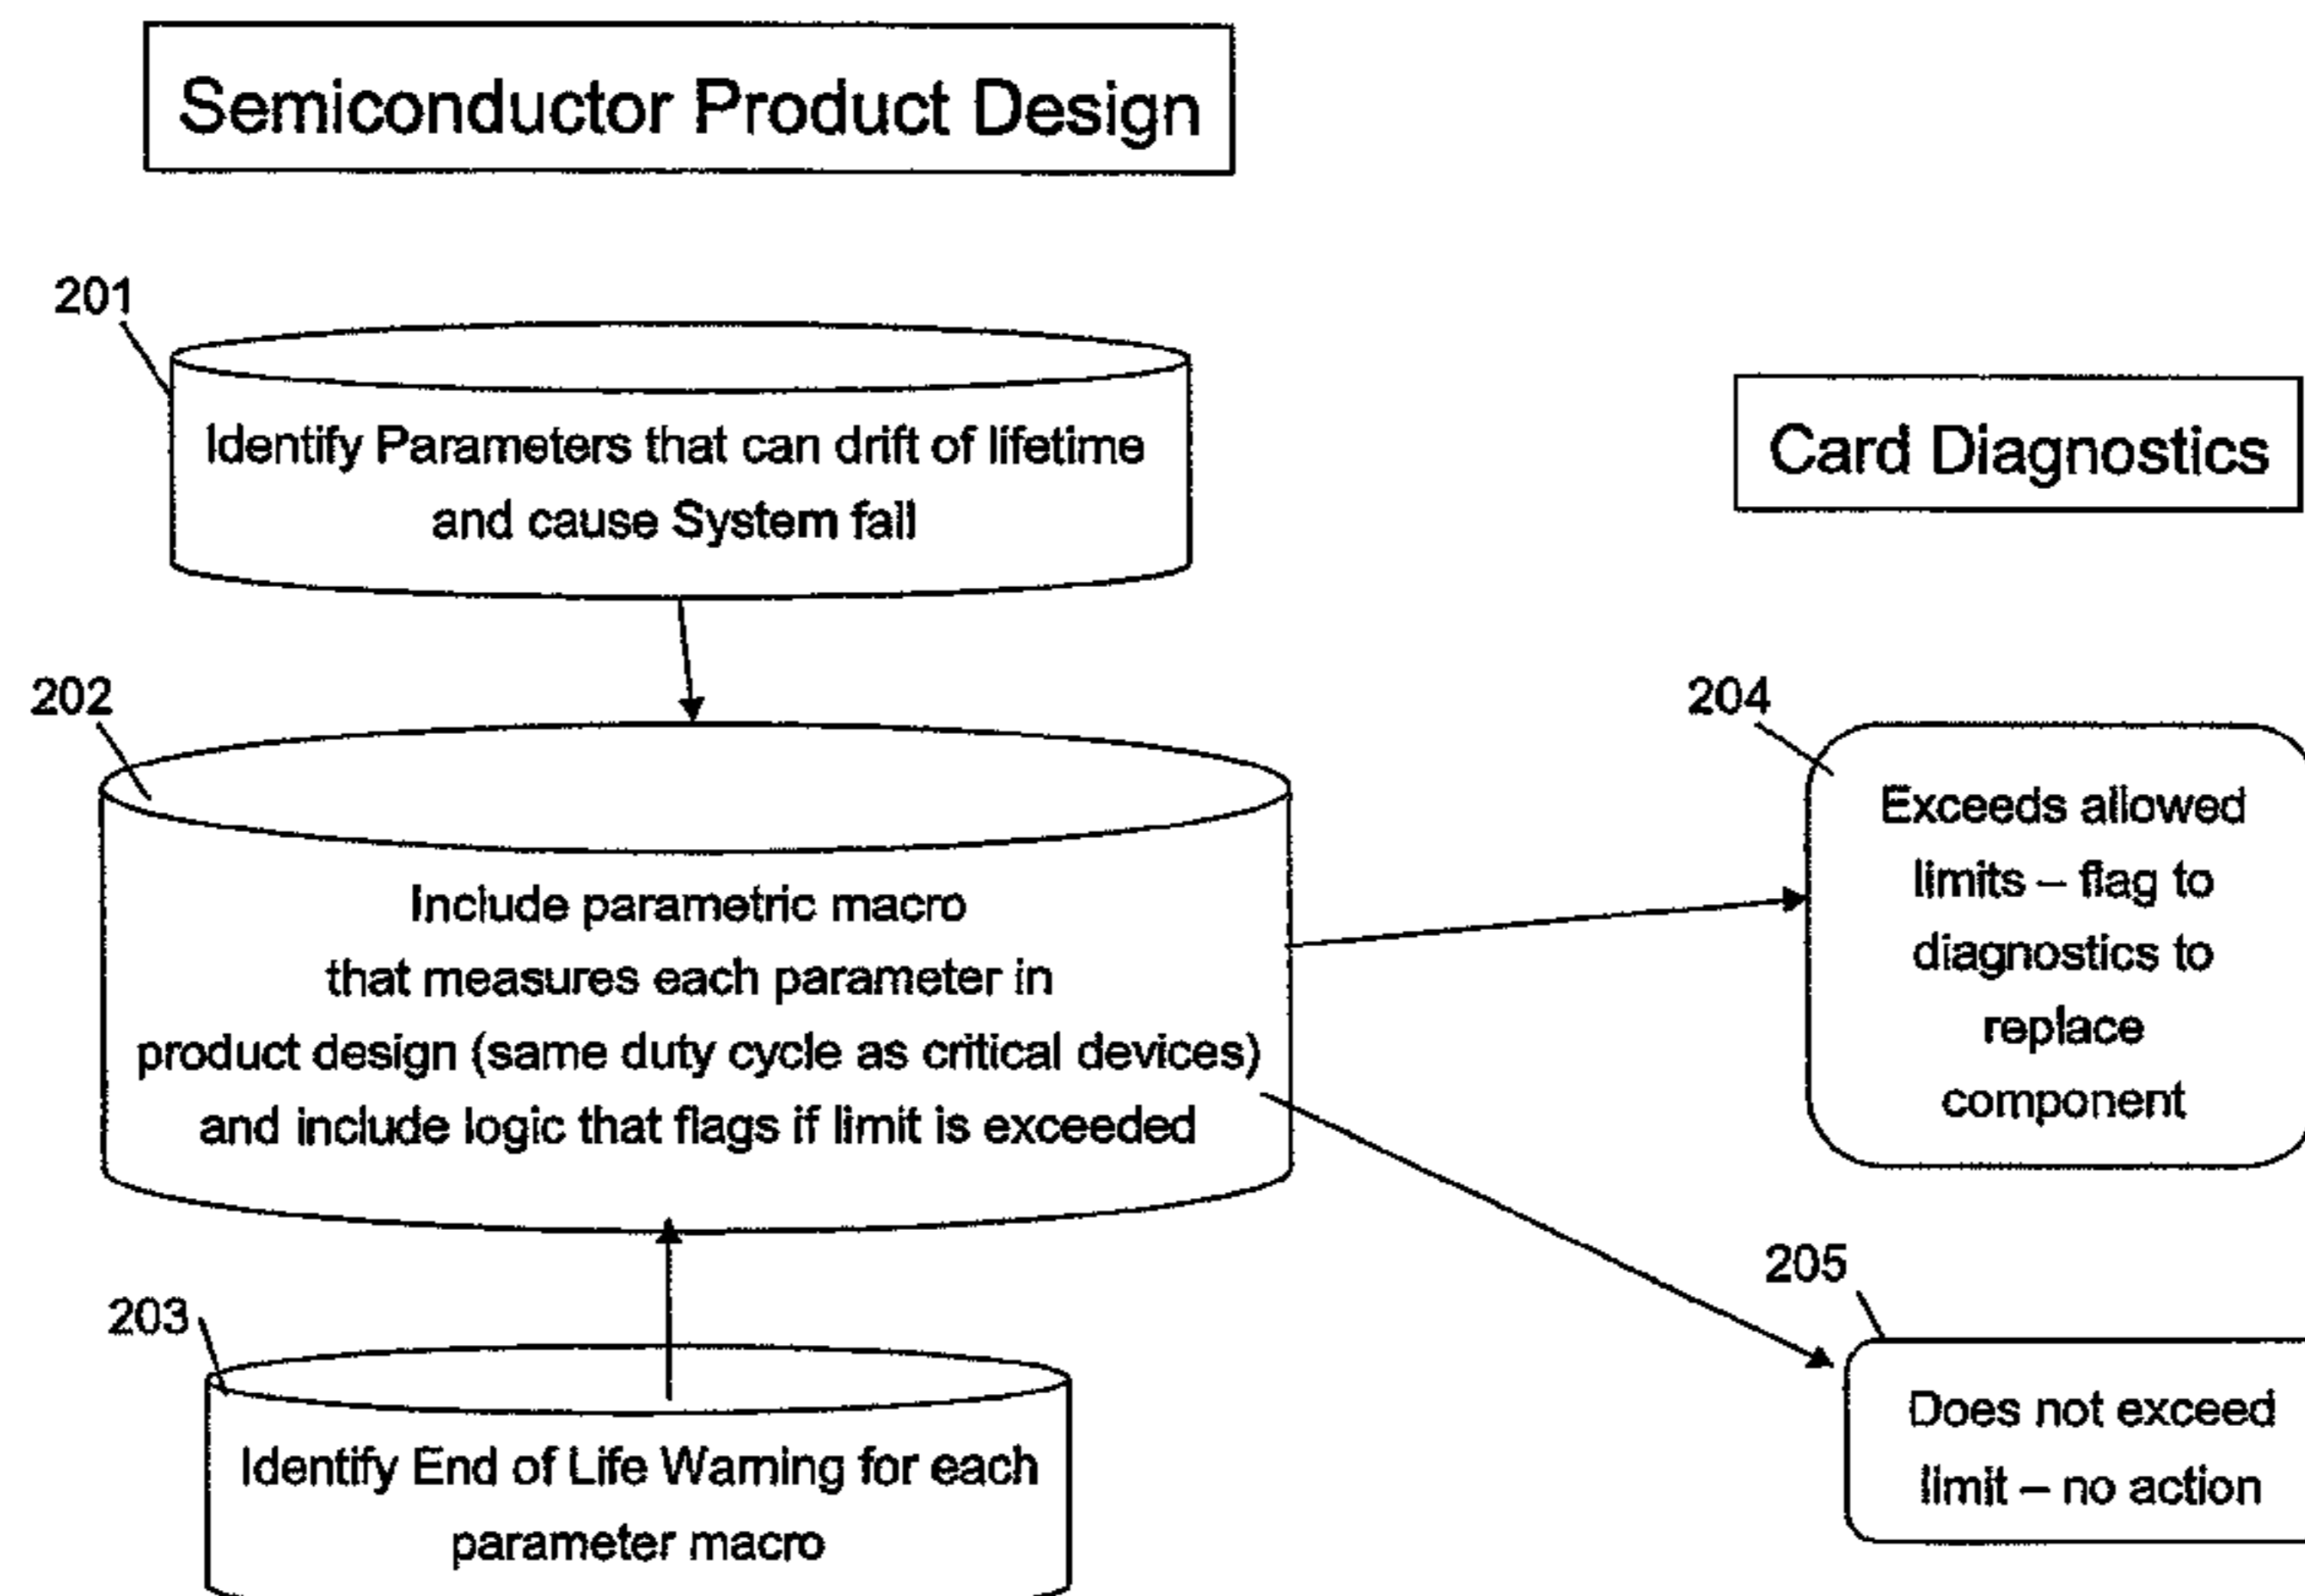 Semiconductor Product Design
201
Identify Parameters that can drift of lifetime
and cause System fail
Card Diagnostics
202
Include parametric macro
that measures each parameter in
product design (same duty cycle as critical devices)
and include logic that flags if limit is exceeded
204
Exceeds allowed
limits – flag to
diagnostics to
replace
component
203
Identify End of Life Warning for each
parameter macro
205
Does not exceed
limit – no action